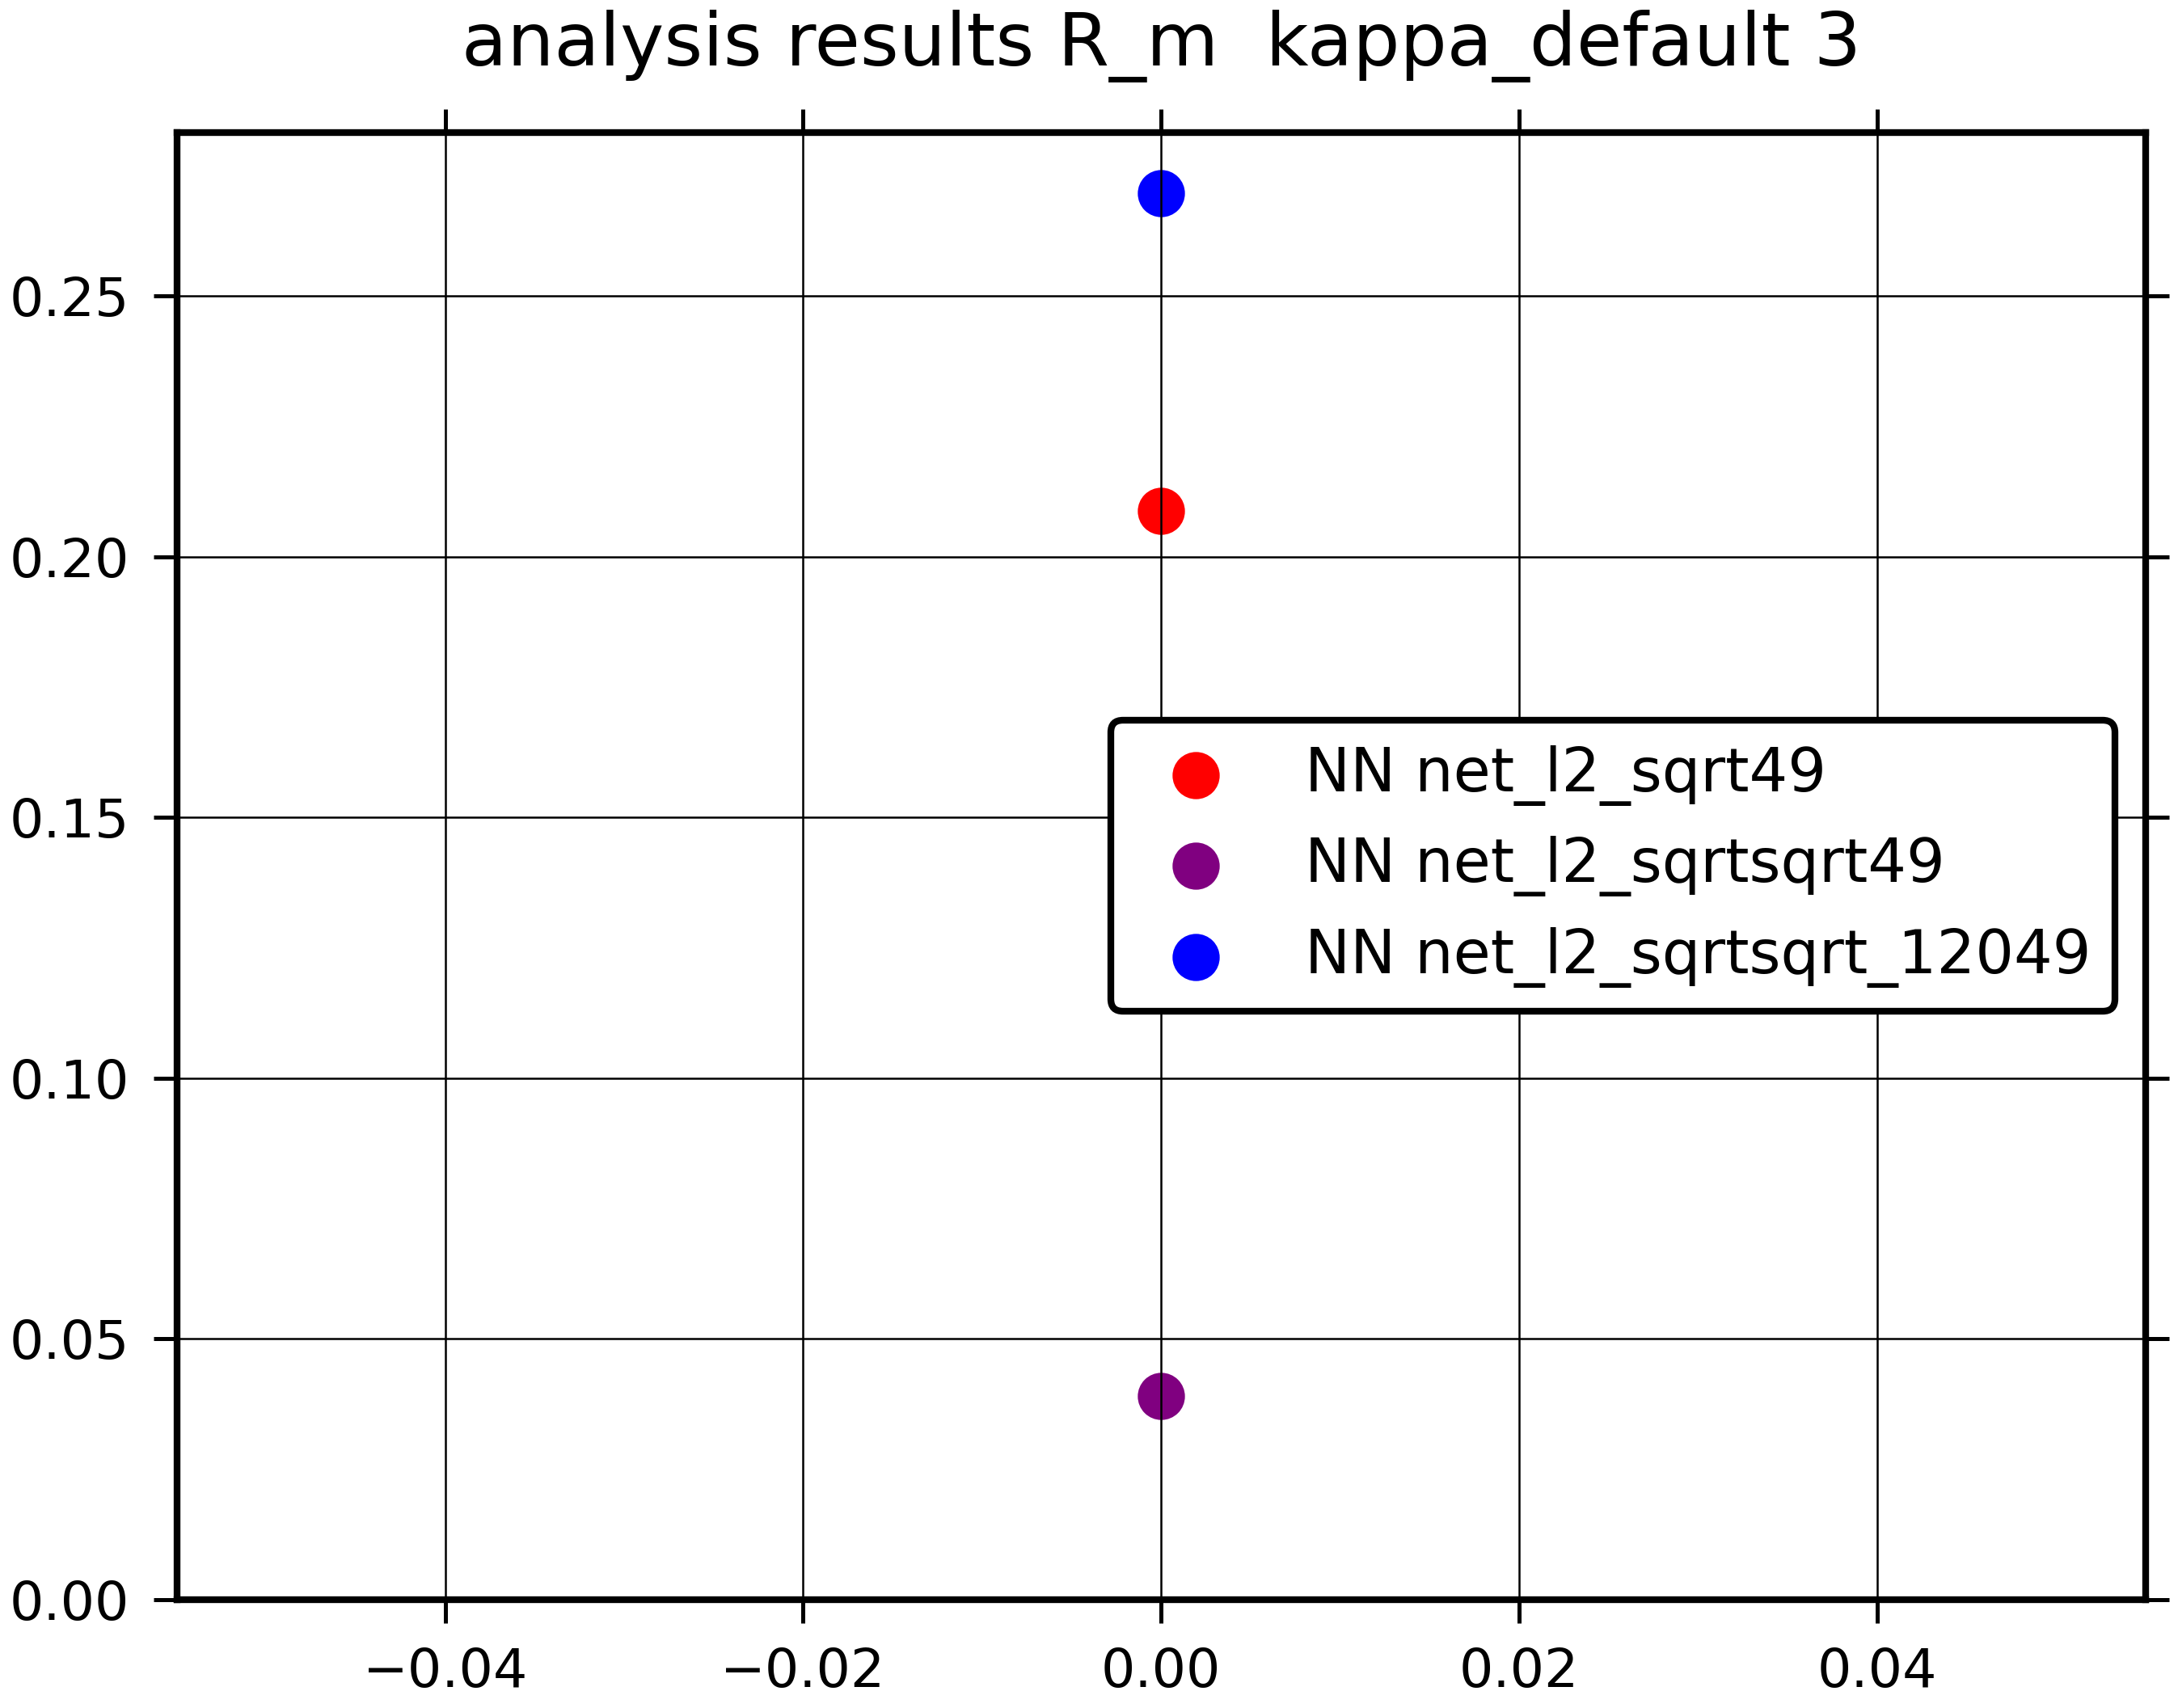 analysis results R_m  kappa_default 3
0.25
0.20
0.15
0.10
0.05
0.00
NN net_l2_sqrt49
NN net_l2_sqrtsqrt49
NN net_l2_sqrtsqrt_12049
−0.04
−0.02
0.00
0.02
0.04